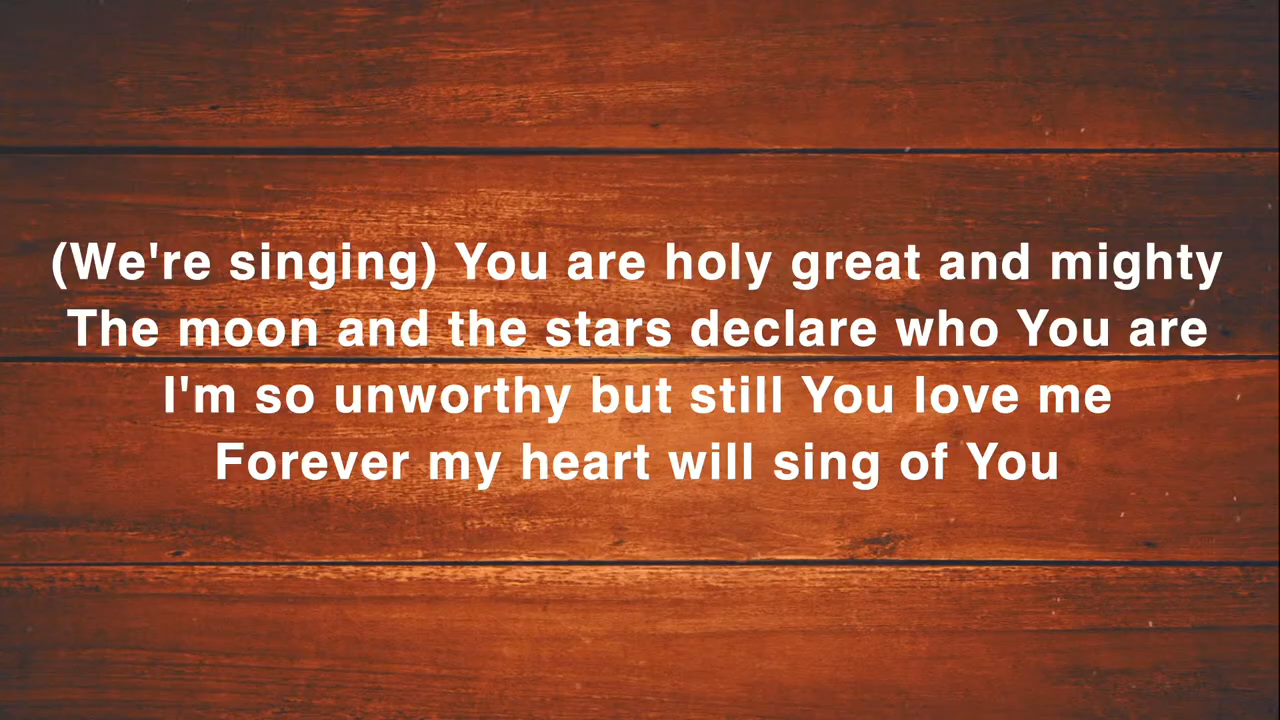 (We're singing) You are holy great and mighty
The moon and the stars declare who You are
I'm so unworthy but still You love me
Forever my heart will sing of You